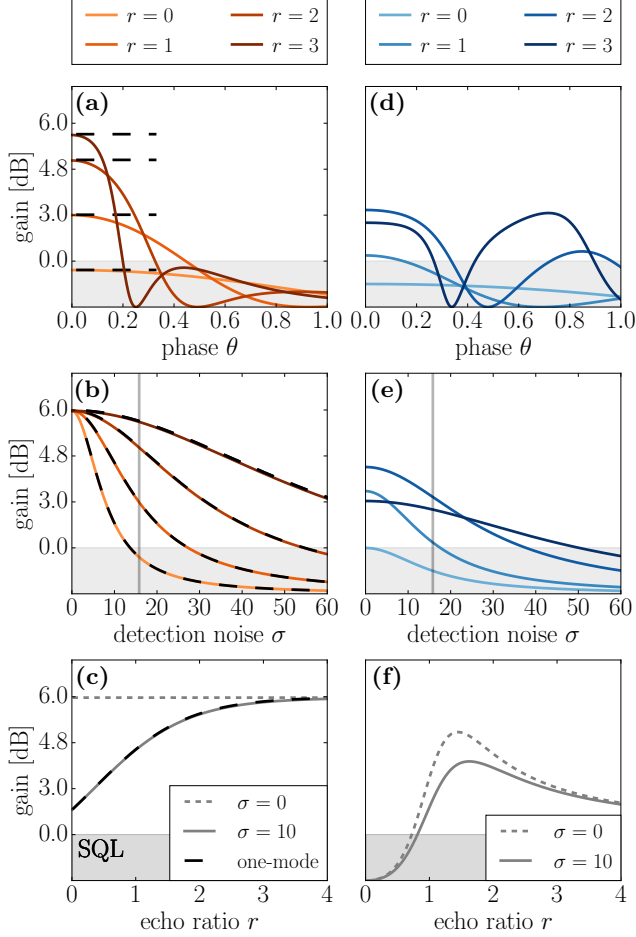 r = 0 r = 2
r = 1 r = 3
r = 0 r = 2
r = 1 r = 3
(a)
gain [dB]
6.0
4.8
3.0
0.0
0.0 0.2 0.4 0.6 0.8 1.0
phase θ
(d)
0.0 0.2 0.4 0.6 0.8 1.0
phase θ
(b)
gain [dB]
6.0
4.8
3.0
0.0
0 10 20 30 40 50 60
detection noise σ
(e)
0 10 20 30 40 50 60
detection noise σ
(c)
gain [dB]
6.0
4.8
3.0
0.0
SQL
σ = 0
σ = 10
one-mode
0 1 2 3 4
echo ratio r
(f)
σ = 0
σ = 10
0 1 2 3 4
echo ratio r